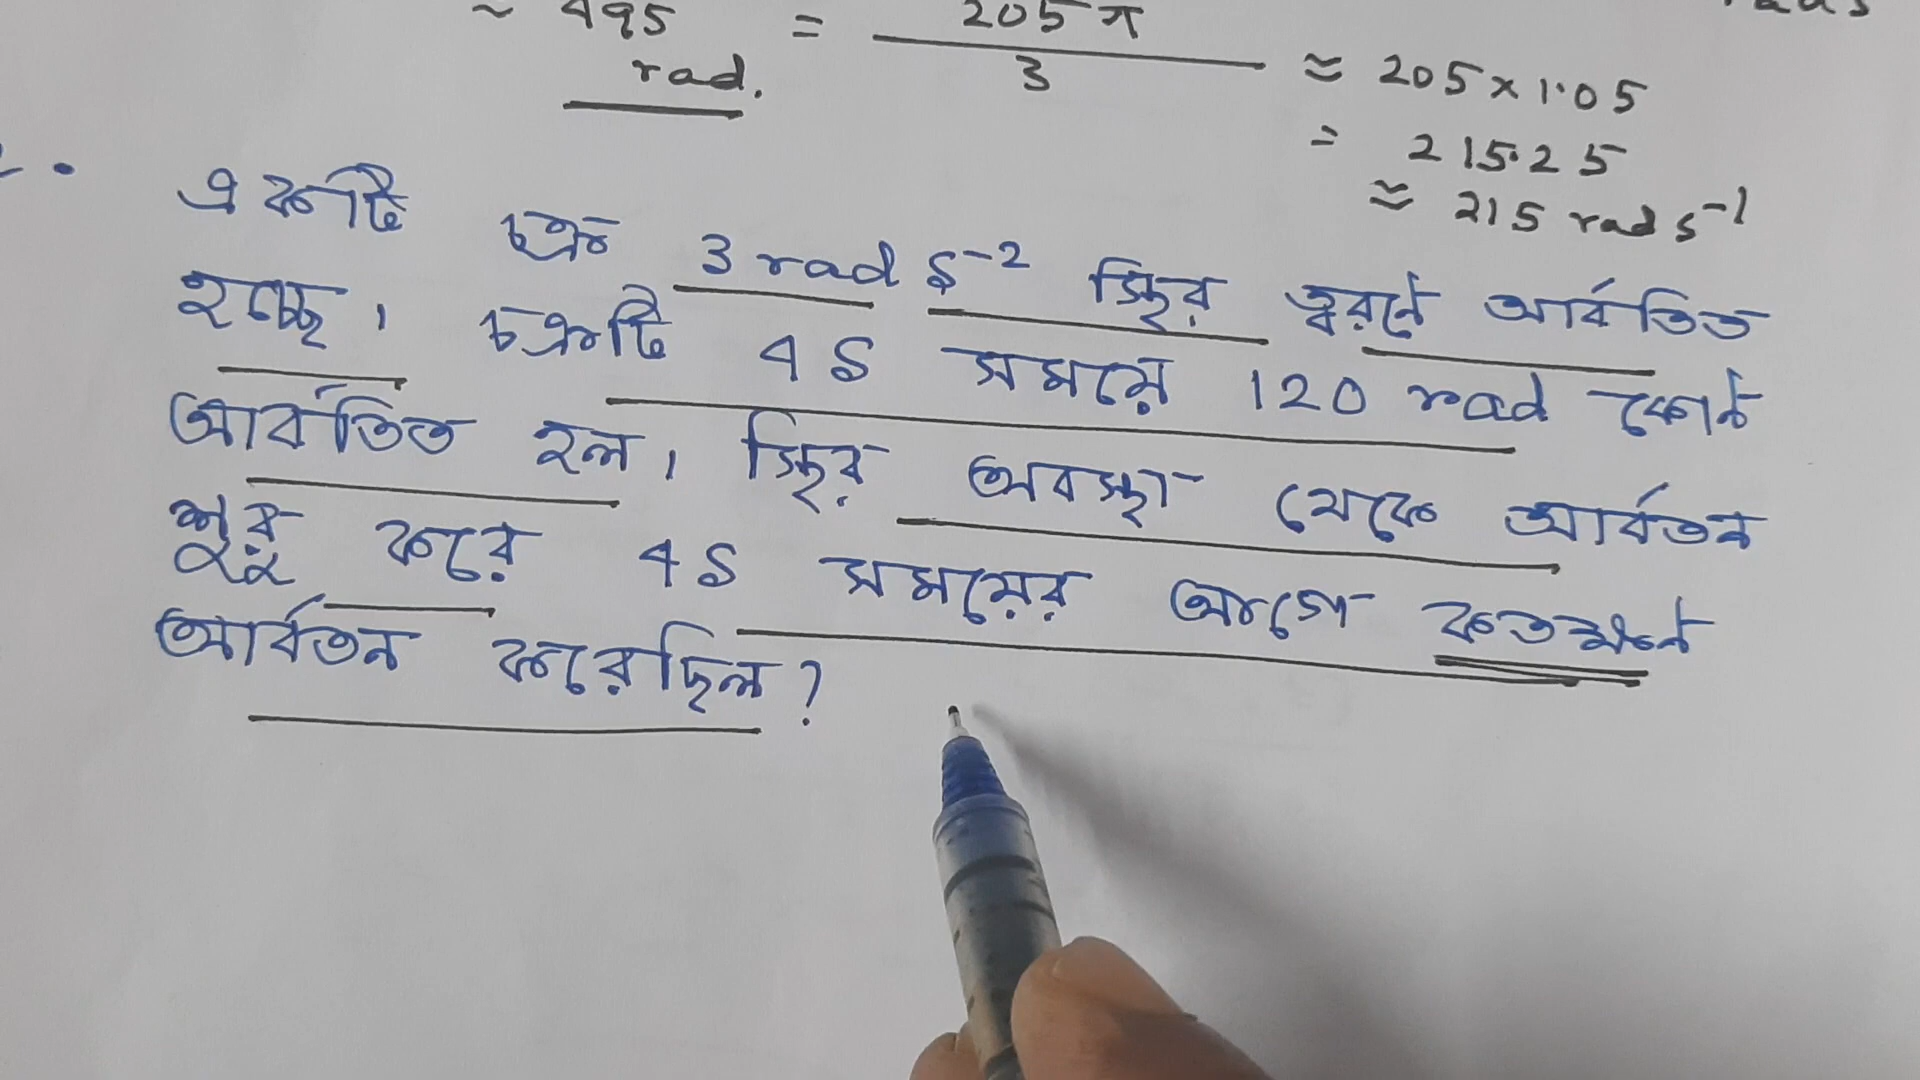 ≈ 495 = 205 π
rad. 3 ≈ 205 × 1.05
= 215.25
≈ 215 rad s⁻¹
একটি চক্র 3 rad s⁻² স্থির ত্বরণে আবর্তিত
হচ্ছে। চক্রটি 4 s সময়ে 120 rad কোণ
আবর্তিত হল। স্থির অবস্থা থেকে আবর্তন
শুরু করে 4 s সময়ের আগে কতক্ষণ
আবর্তন করেছিল?